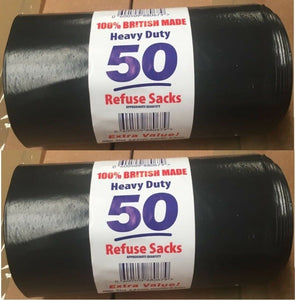 100% BRITISH MADE
Heavy Duty
50
Refuse Sacks
APPROXIMATE QUANTITY
Extra Value!
100% BRITISH MADE
Heavy Duty
50
Refuse Sacks
APPROXIMATE QUANTITY
Extra Value!